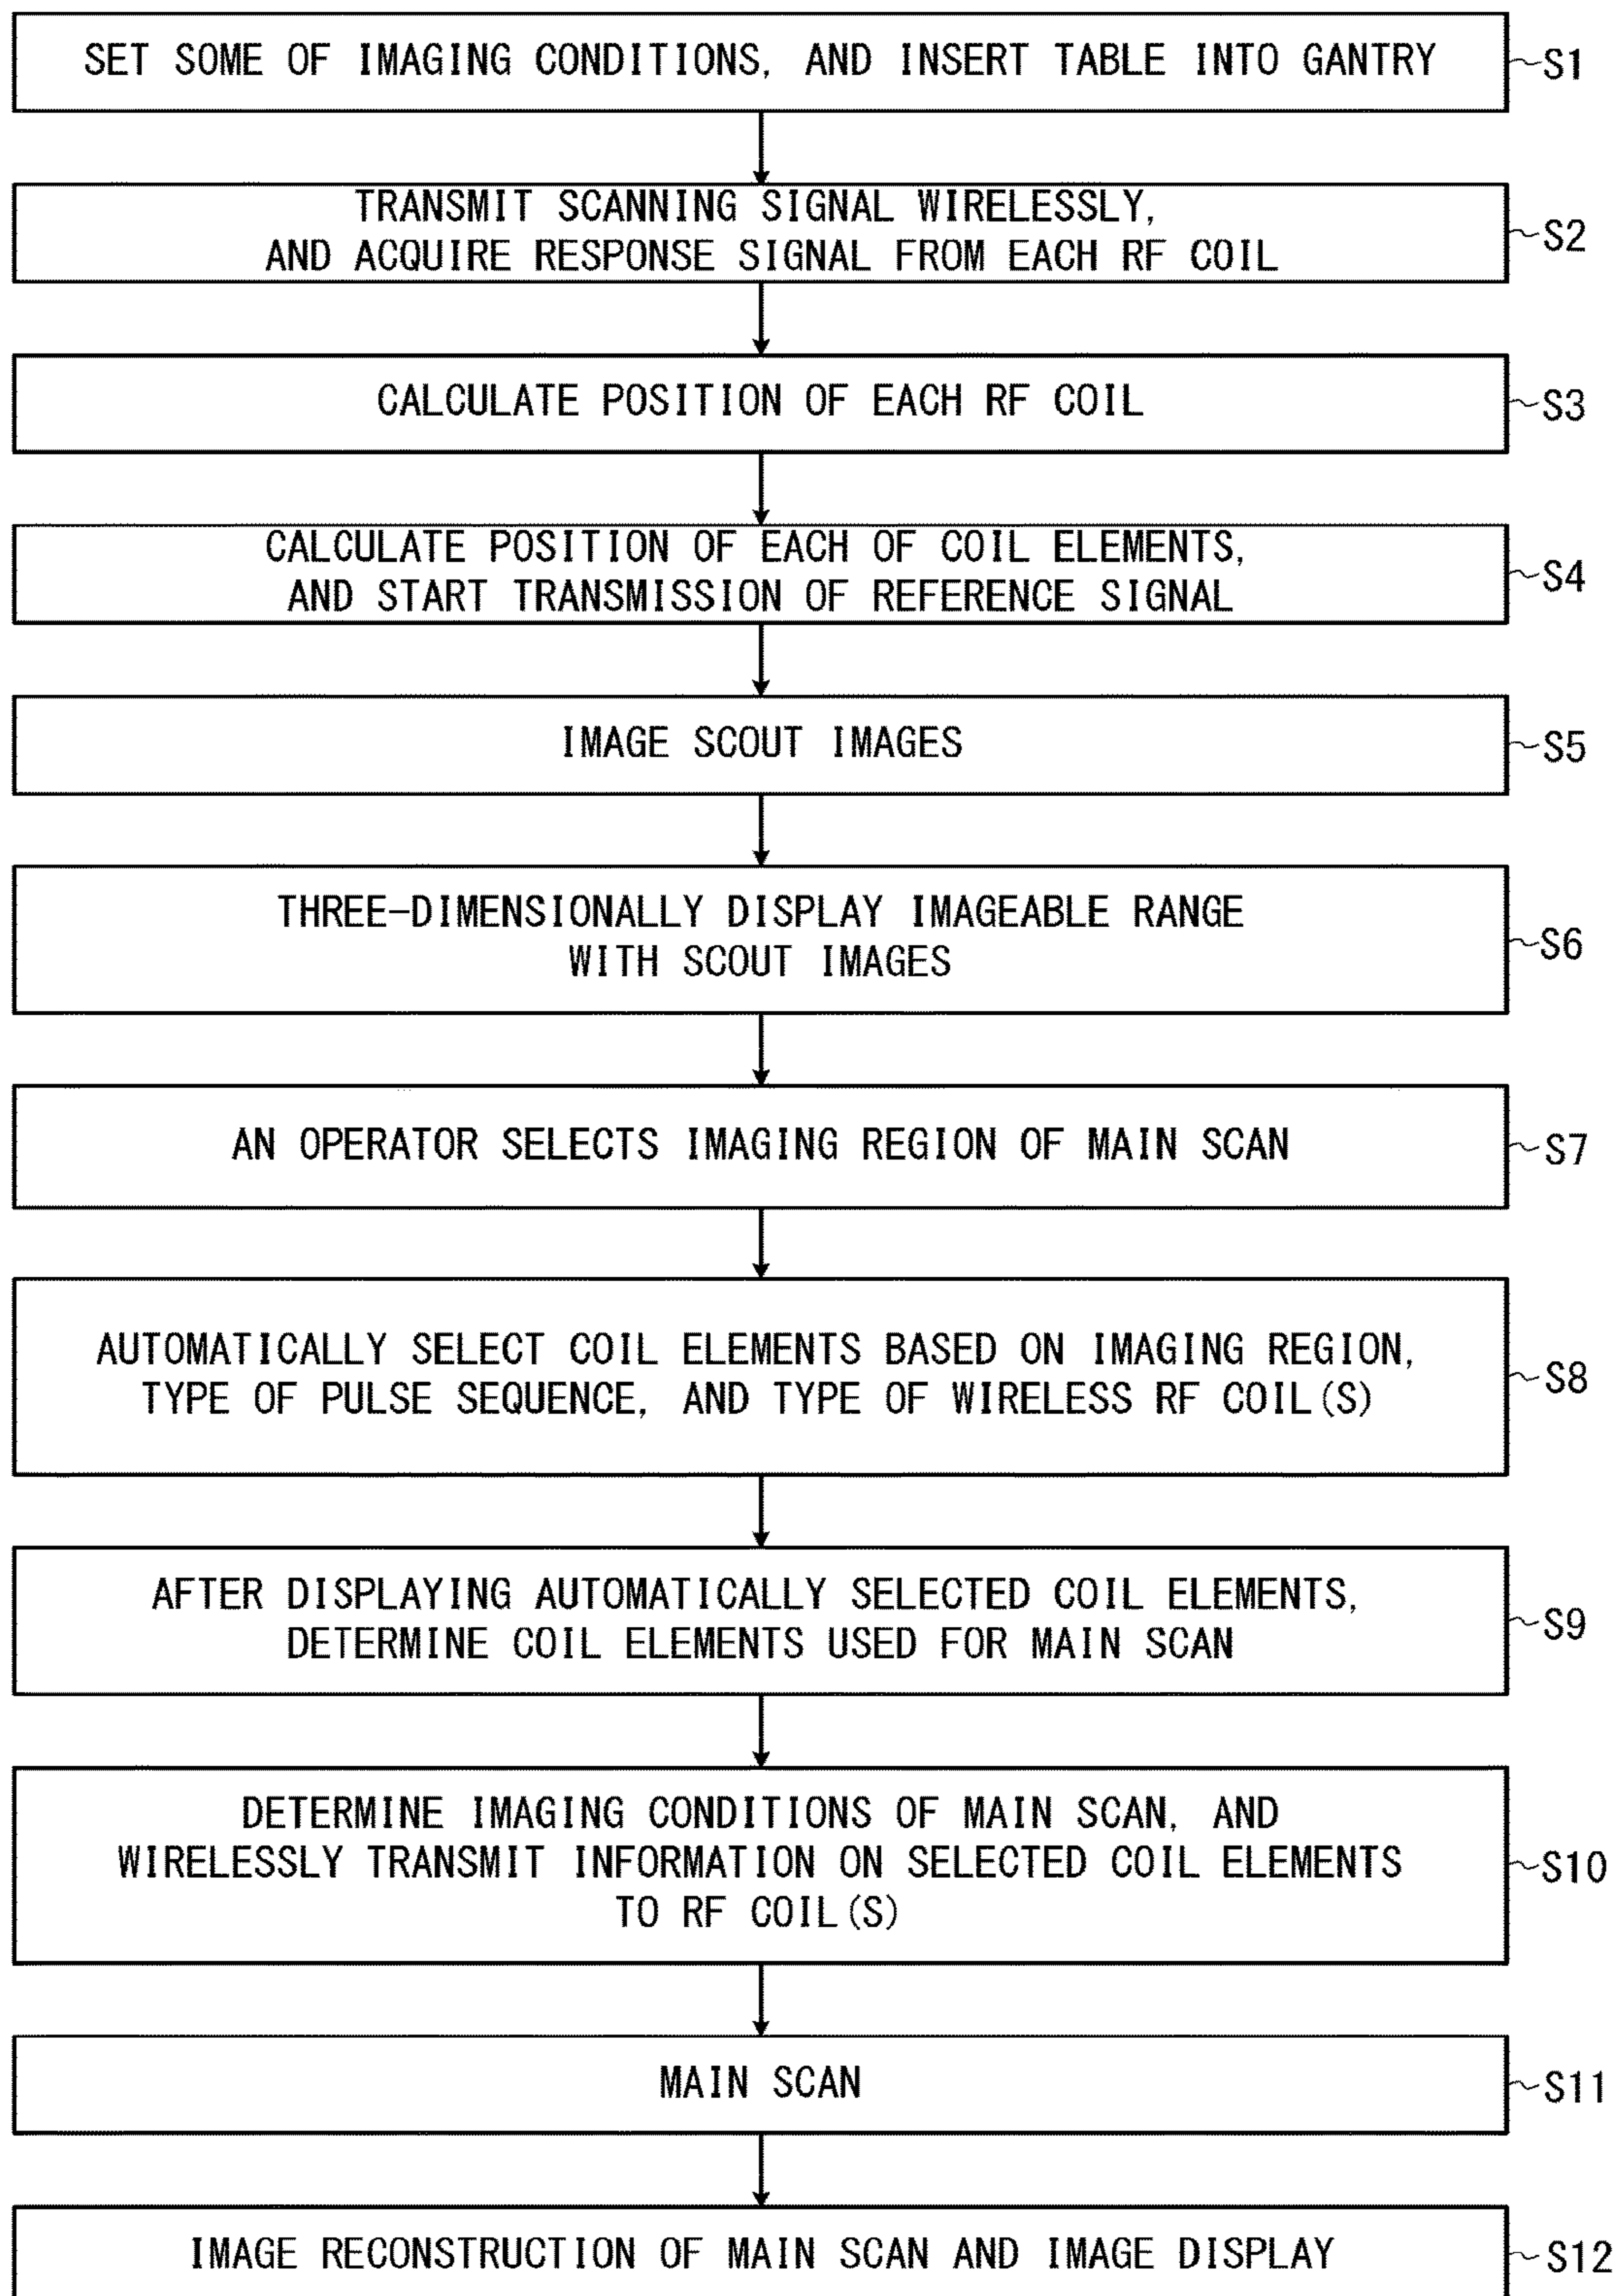 SET SOME OF IMAGING CONDITIONS, AND INSERT TABLE INTO GANTRY
S1
TRANSMIT SCANNING SIGNAL WIRELESSLY,
AND ACQUIRE RESPONSE SIGNAL FROM EACH RF COIL
S2
CALCULATE POSITION OF EACH RF COIL
S3
CALCULATE POSITION OF EACH OF COIL ELEMENTS,
AND START TRANSMISSION OF REFERENCE SIGNAL
S4
IMAGE SCOUT IMAGES
S5
THREE-DIMENSIONALLY DISPLAY IMAGEABLE RANGE
WITH SCOUT IMAGES
S6
AN OPERATOR SELECTS IMAGING REGION OF MAIN SCAN
S7
AUTOMATICALLY SELECT COIL ELEMENTS BASED ON IMAGING REGION,
TYPE OF PULSE SEQUENCE, AND TYPE OF WIRELESS RF COIL(S)
S8
AFTER DISPLAYING AUTOMATICALLY SELECTED COIL ELEMENTS,
DETERMINE COIL ELEMENTS USED FOR MAIN SCAN
S9
DETERMINE IMAGING CONDITIONS OF MAIN SCAN, AND
WIRELESSLY TRANSMIT INFORMATION ON SELECTED COIL ELEMENTS
TO RF COIL(S)
S10
MAIN SCAN
S11
IMAGE RECONSTRUCTION OF MAIN SCAN AND IMAGE DISPLAY
S12